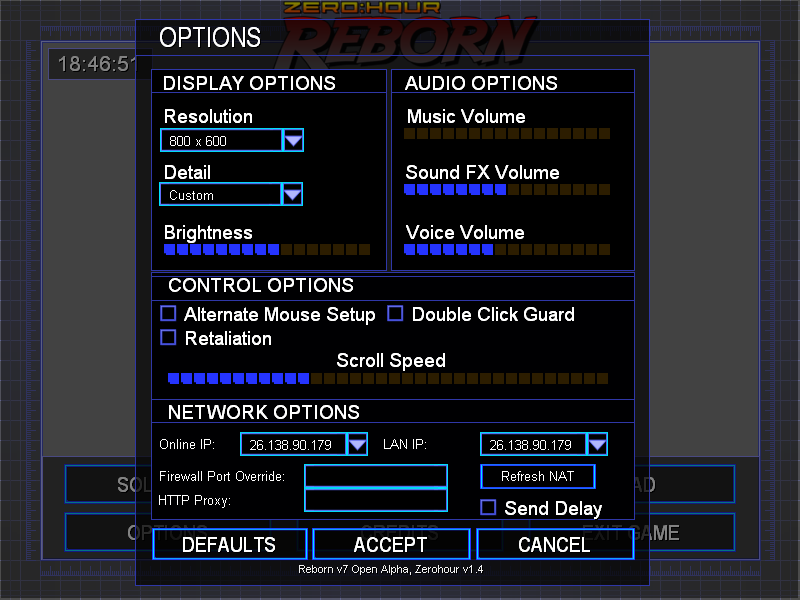 ZERO:HOUR
REBORN
OPTIONS
18:46:51
DISPLAY OPTIONS
Resolution
800 x 600
Detail
Custom
Brightness
AUDIO OPTIONS
Music Volume
Sound FX Volume
Voice Volume
CONTROL OPTIONS
Alternate Mouse Setup
Double Click Guard
Retaliation
Scroll Speed
NETWORK OPTIONS
Online IP:
26.138.90.179
LAN IP:
26.138.90.179
Firewall Port Override:
Refresh NAT
HTTP Proxy:
Send Delay
OPTIONS
CREDITS
EXIT GAME
DEFAULTS
ACCEPT
CANCEL
Reborn v7 Open Alpha, Zerohour v1.4